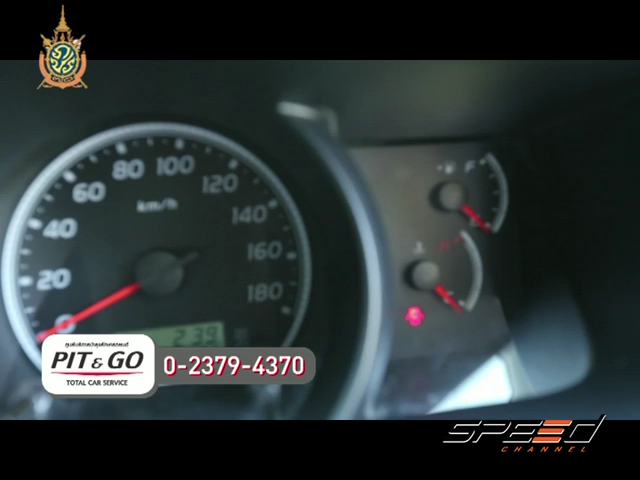 60
80
100
120
40
km/h
140
20
160
180
0
239
F
PIT & GO
TOTAL CAR SERVICE
0-2379-4370
SPEED
CHANNEL